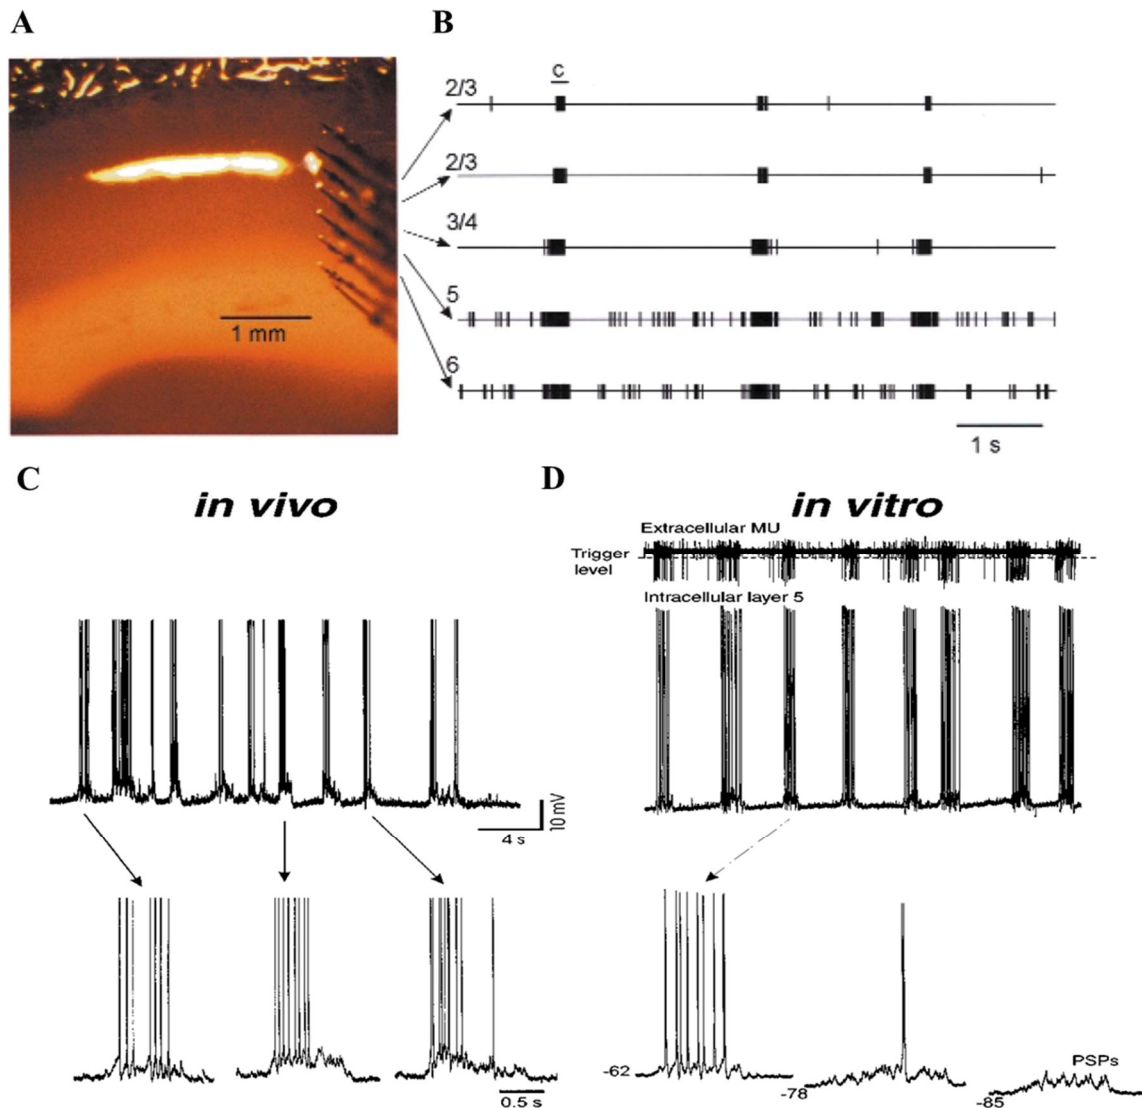 A
B
c
2/3
2/3
3/4
5
6
1 mm
1 s
C
D
in vivo
in vitro
Extracellular MU
Trigger
level
Intracellular layer 5
10 mV
4 s
-62
-78
PSPs
-85
0.5 s